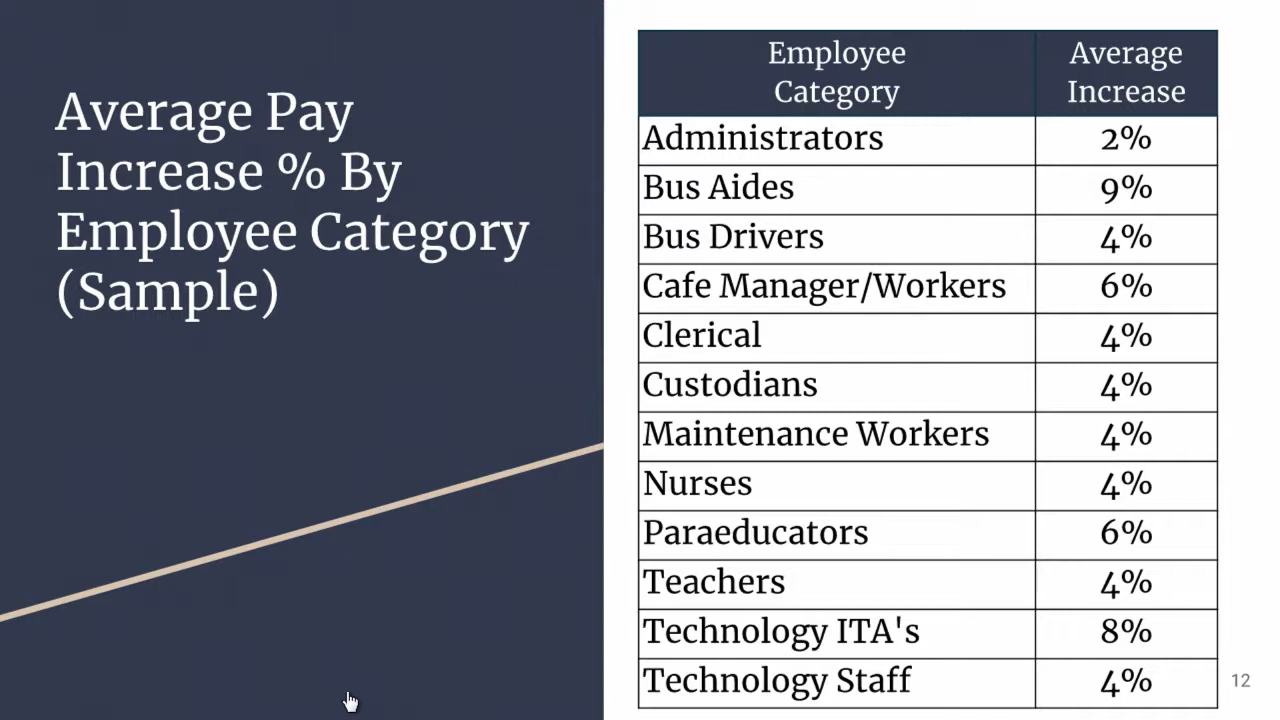 Average Pay
Increase % By
Employee Category
(Sample)
Employee Category Average Increase
Administrators 2%
Bus Aides 9%
Bus Drivers 4%
Cafe Manager/Workers 6%
Clerical 4%
Custodians 4%
Maintenance Workers 4%
Nurses 4%
Paraeducators 6%
Teachers 4%
Technology ITA's 8%
Technology Staff 4%
12